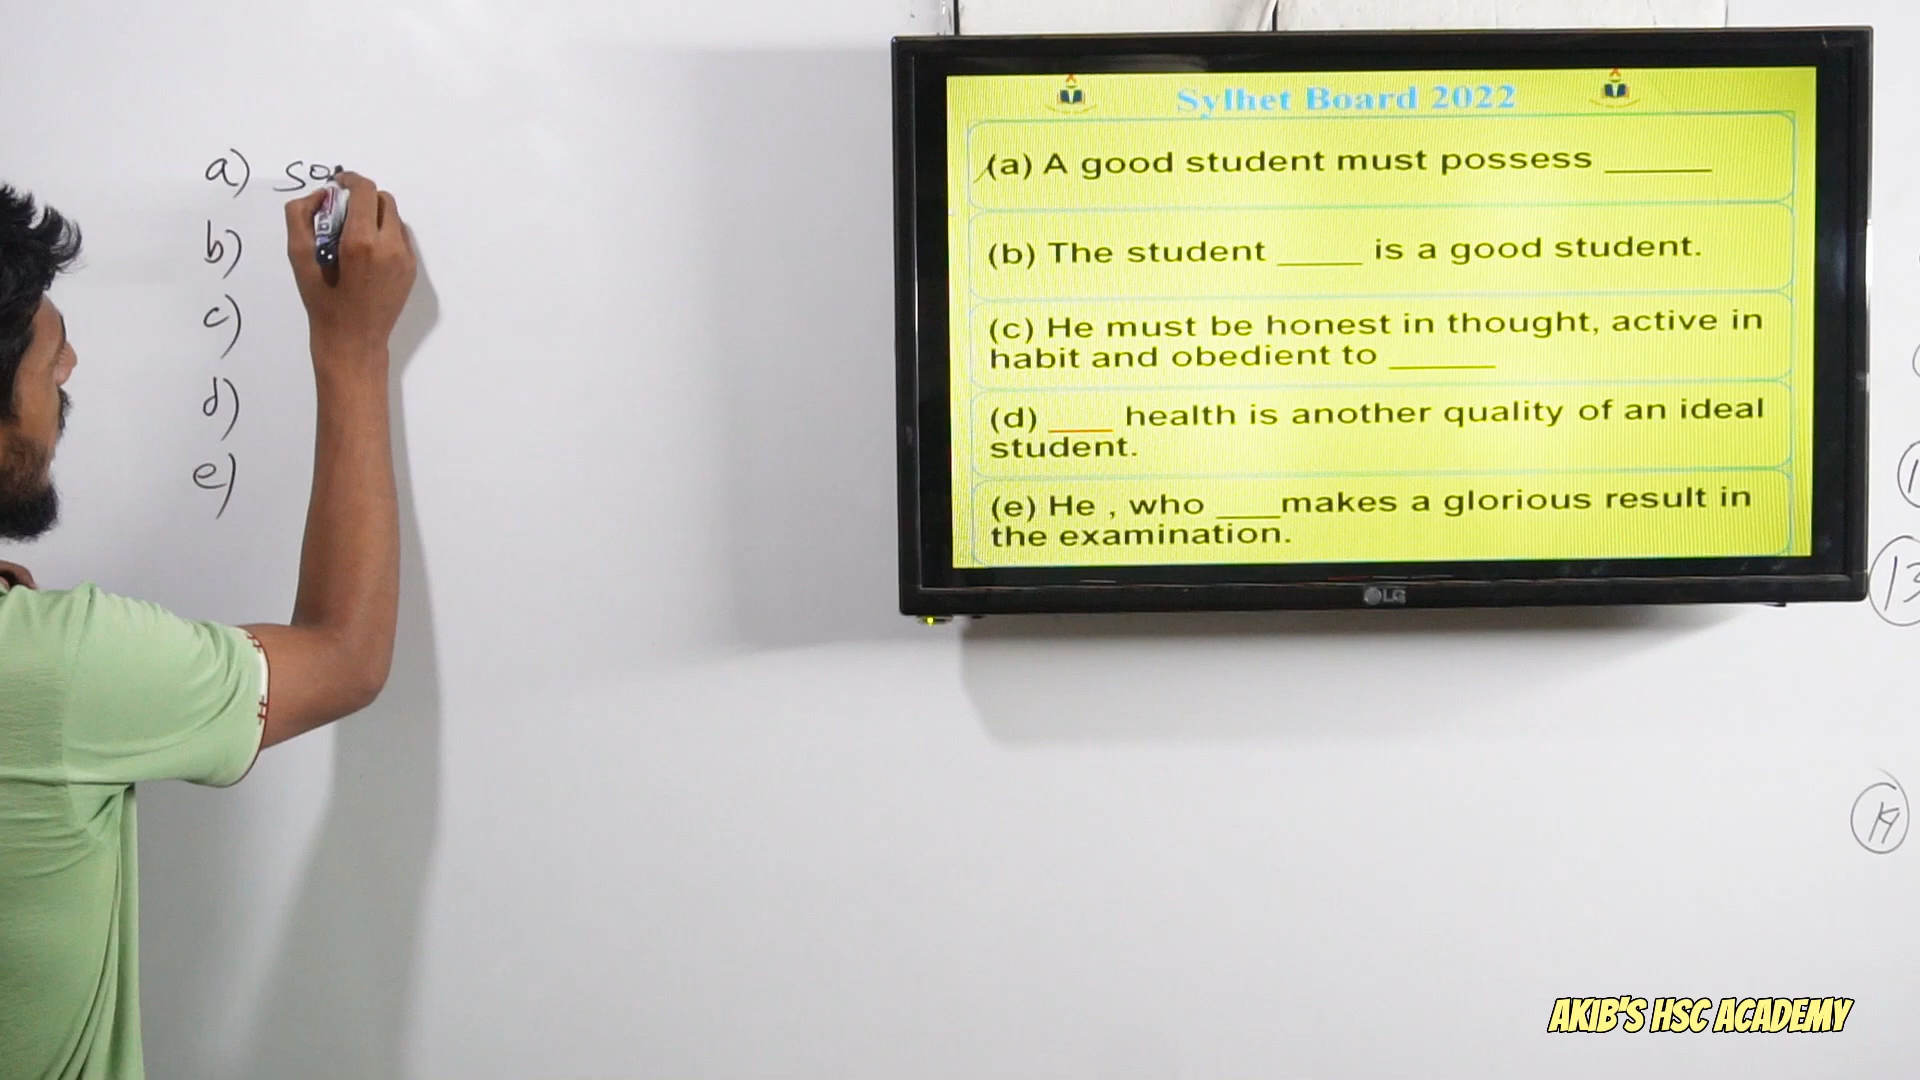 Sylhet Board 2022
(a) A good student must possess ______
(b) The student _____ is a good student.
(c) He must be honest in thought, active in
habit and obedient to ______
(d) ____ health is another quality of an ideal
student.
(e) He , who ____makes a glorious result in
the examination.
LG
a) so
b)
c)
d)
e)
13
14
AKIB'S HSC ACADEMY